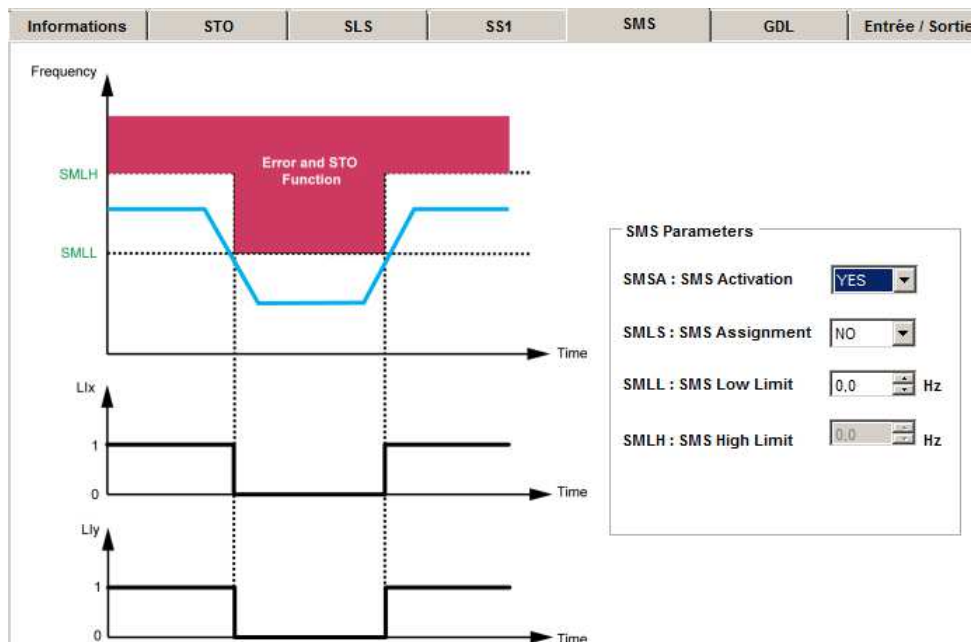 Informations
STO
SLS
SS1
SMS
GDL
Entrée / Sortie
Frequency
SMLH
Error and STO
Function
SMLL
Time
SMS Parameters
SMSA : SMS Activation
YES
SMLS : SMS Assignment
NO
SMLL : SMS Low Limit
0,0
Hz
SMLH : SMS High Limit
0,0
Hz
LIx
1
0
Time
LIy
1
0
Time